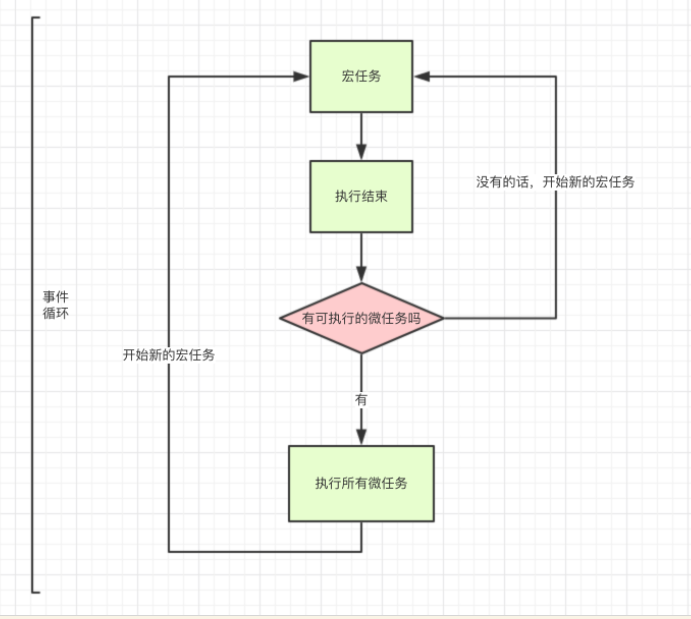 宏任务
执行结束
没有的话，开始新的宏任务
事件
循环
有可执行的微任务吗
开始新的宏任务
有
执行所有微任务